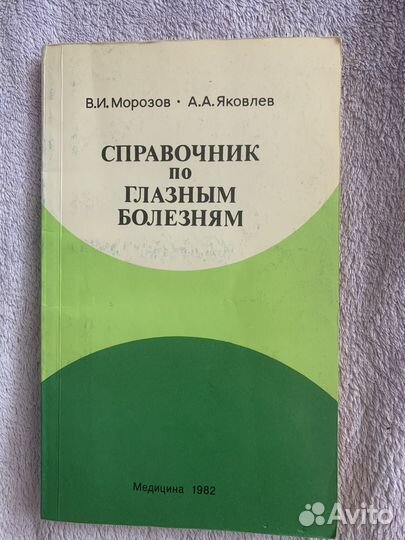 В.И. Морозов · А.А. Яковлев
СПРАВОЧНИК
по
ГЛАЗНЫМ
БОЛЕЗНЯМ
Медицина 1982
Avito